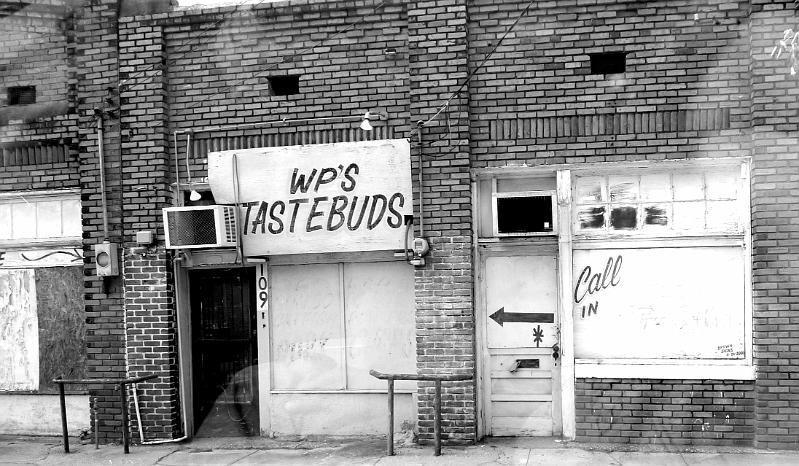 WP'S
TASTEBUDS
109
Call
IN